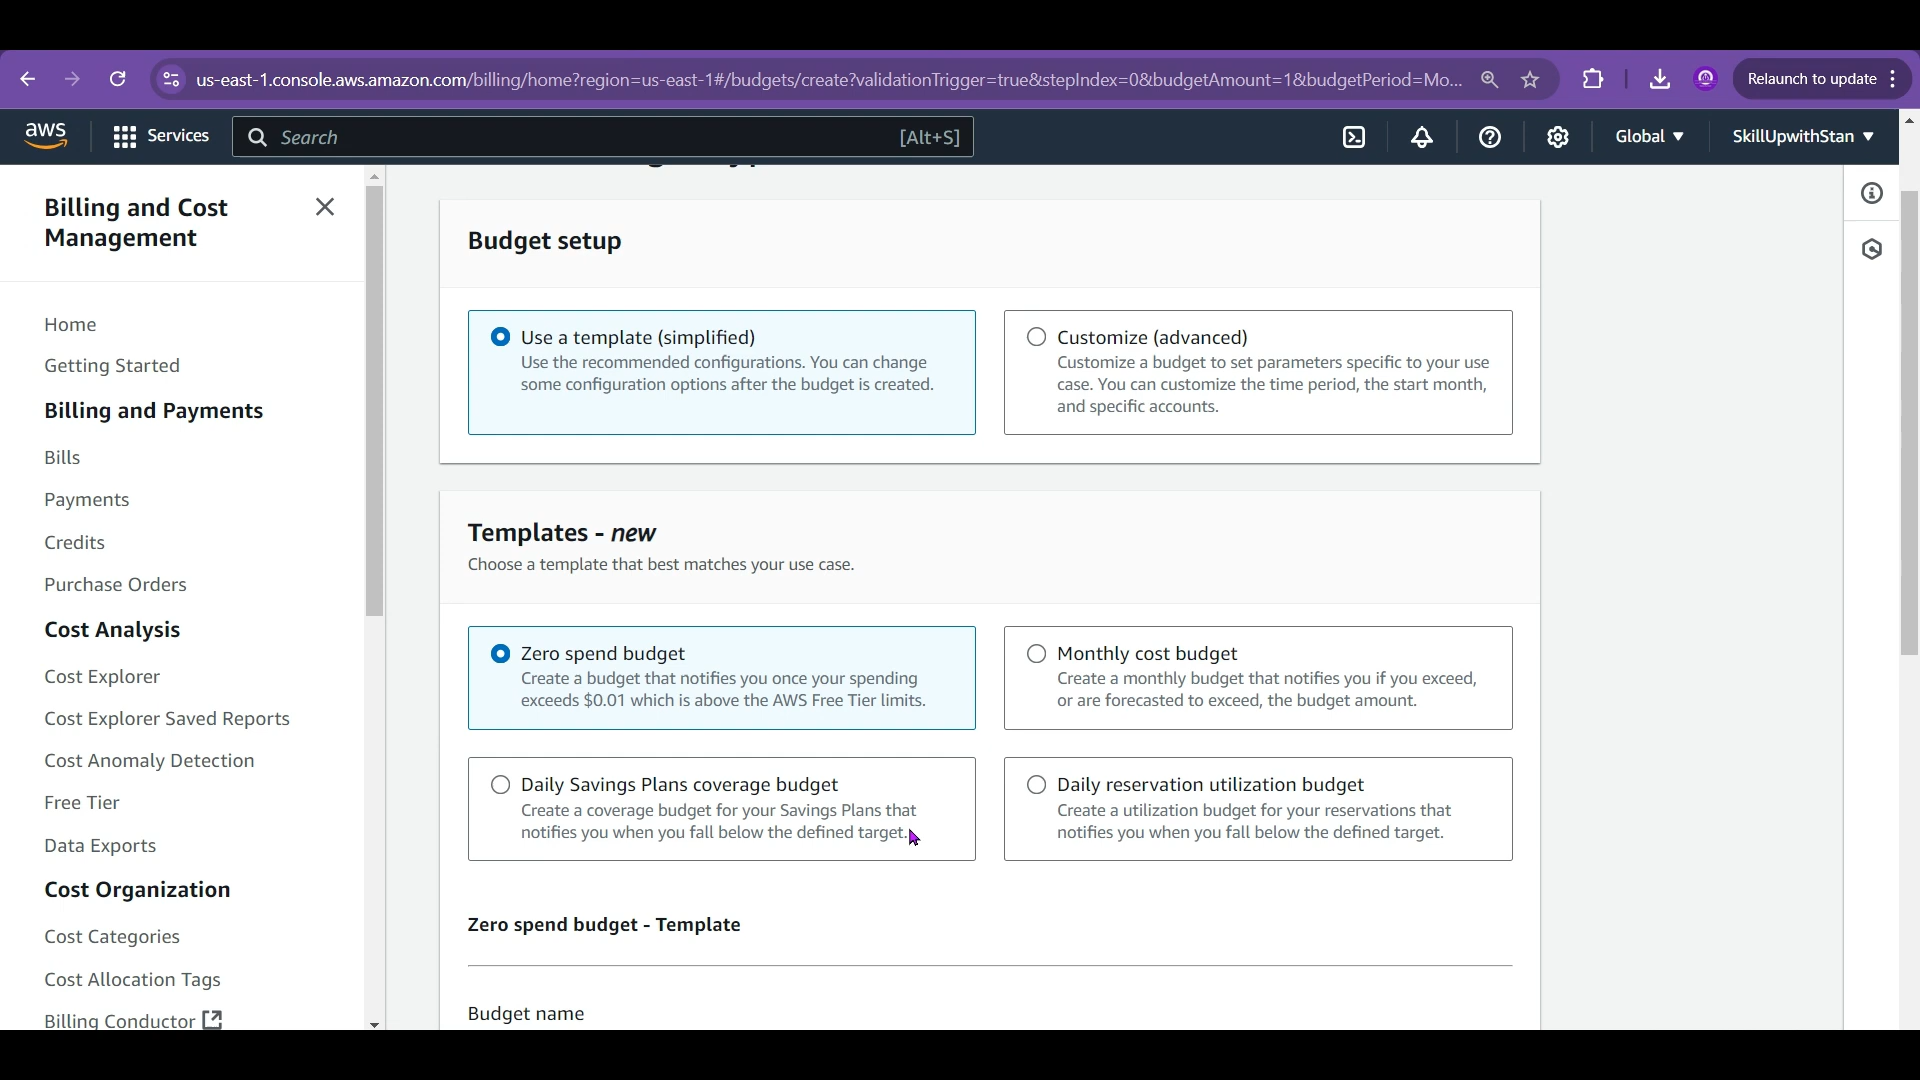 us-east-1.console.aws.amazon.com/billing/home?region=us-east-1#/budgets/create?validationTrigger=true&stepIndex=0&budgetAmount=1&budgetPeriod=Mo...
Relaunch to update
aws
Services
Search
[Alt+S]
Global
SkillUpwithStan
Billing and Cost
Management
Home
Getting Started
Billing and Payments
Bills
Payments
Credits
Purchase Orders
Cost Analysis
Cost Explorer
Cost Explorer Saved Reports
Cost Anomaly Detection
Free Tier
Data Exports
Cost Organization
Cost Categories
Cost Allocation Tags
Billing Conductor
Budget setup
Use a template (simplified)
Use the recommended configurations. You can change
some configuration options after the budget is created.
Customize (advanced)
Customize a budget to set parameters specific to your use
case. You can customize the time period, the start month,
and specific accounts.
Templates - new
Choose a template that best matches your use case.
Zero spend budget
Create a budget that notifies you once your spending
exceeds $0.01 which is above the AWS Free Tier limits.
Monthly cost budget
Create a monthly budget that notifies you if you exceed,
or are forecasted to exceed, the budget amount.
Daily Savings Plans coverage budget
Create a coverage budget for your Savings Plans that
notifies you when you fall below the defined target.
Daily reservation utilization budget
Create a utilization budget for your reservations that
notifies you when you fall below the defined target.
Zero spend budget - Template
Budget name